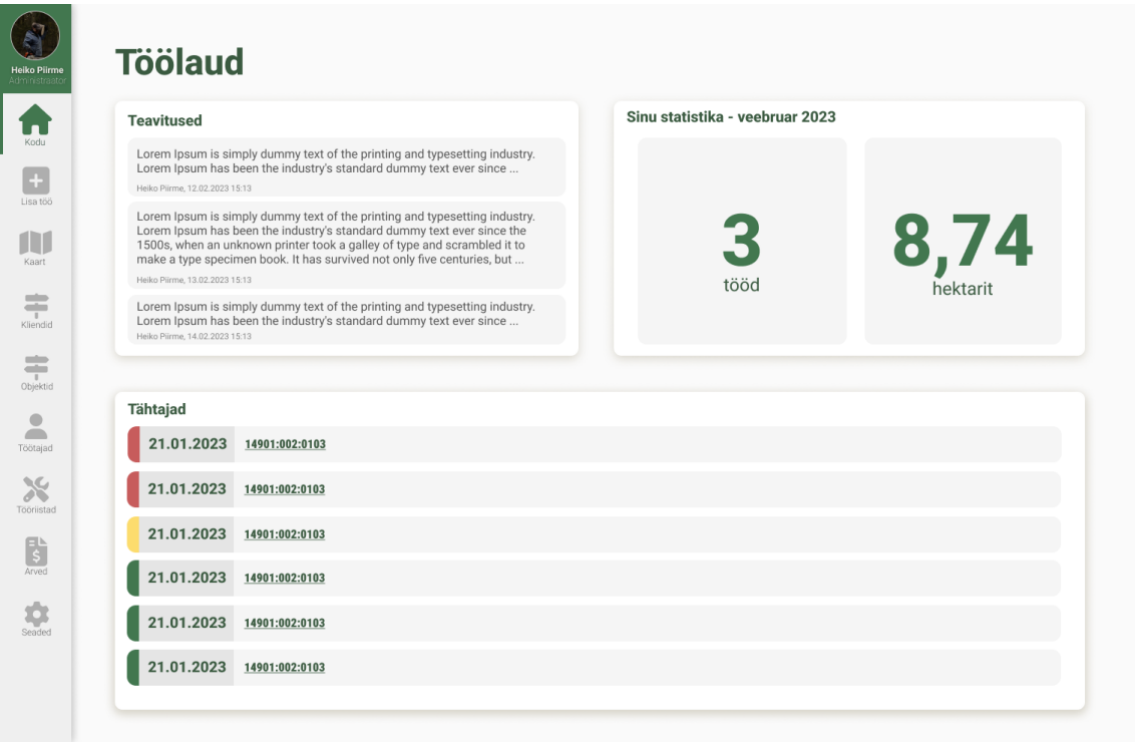 Heiko Piirme
Administraator
Kodu
Lisa töö
Kaart
Kliendid
Objektid
Töötajad
Tööriistad
Arved
Seaded
Töölaud
Teavitused
Lorem Ipsum is simply dummy text of the printing and typesetting industry.
Lorem Ipsum has been the industry's standard dummy text ever since ...
Heiko Piirme, 12.02.2023 15:13
Lorem Ipsum is simply dummy text of the printing and typesetting industry.
Lorem Ipsum has been the industry's standard dummy text ever since the
1500s, when an unknown printer took a galley of type and scrambled it to
make a type specimen book. It has survived not only five centuries, but ...
Heiko Piirme, 13.02.2023 15:13
Lorem Ipsum is simply dummy text of the printing and typesetting industry.
Lorem Ipsum has been the industry's standard dummy text ever since ...
Heiko Piirme, 14.02.2023 15:13
Sinu statistika - veebruar 2023
3
tööd
8,74
hektarit
Tähtajad
21.01.2023 14901:002:0103
21.01.2023 14901:002:0103
21.01.2023 14901:002:0103
21.01.2023 14901:002:0103
21.01.2023 14901:002:0103
21.01.2023 14901:002:0103